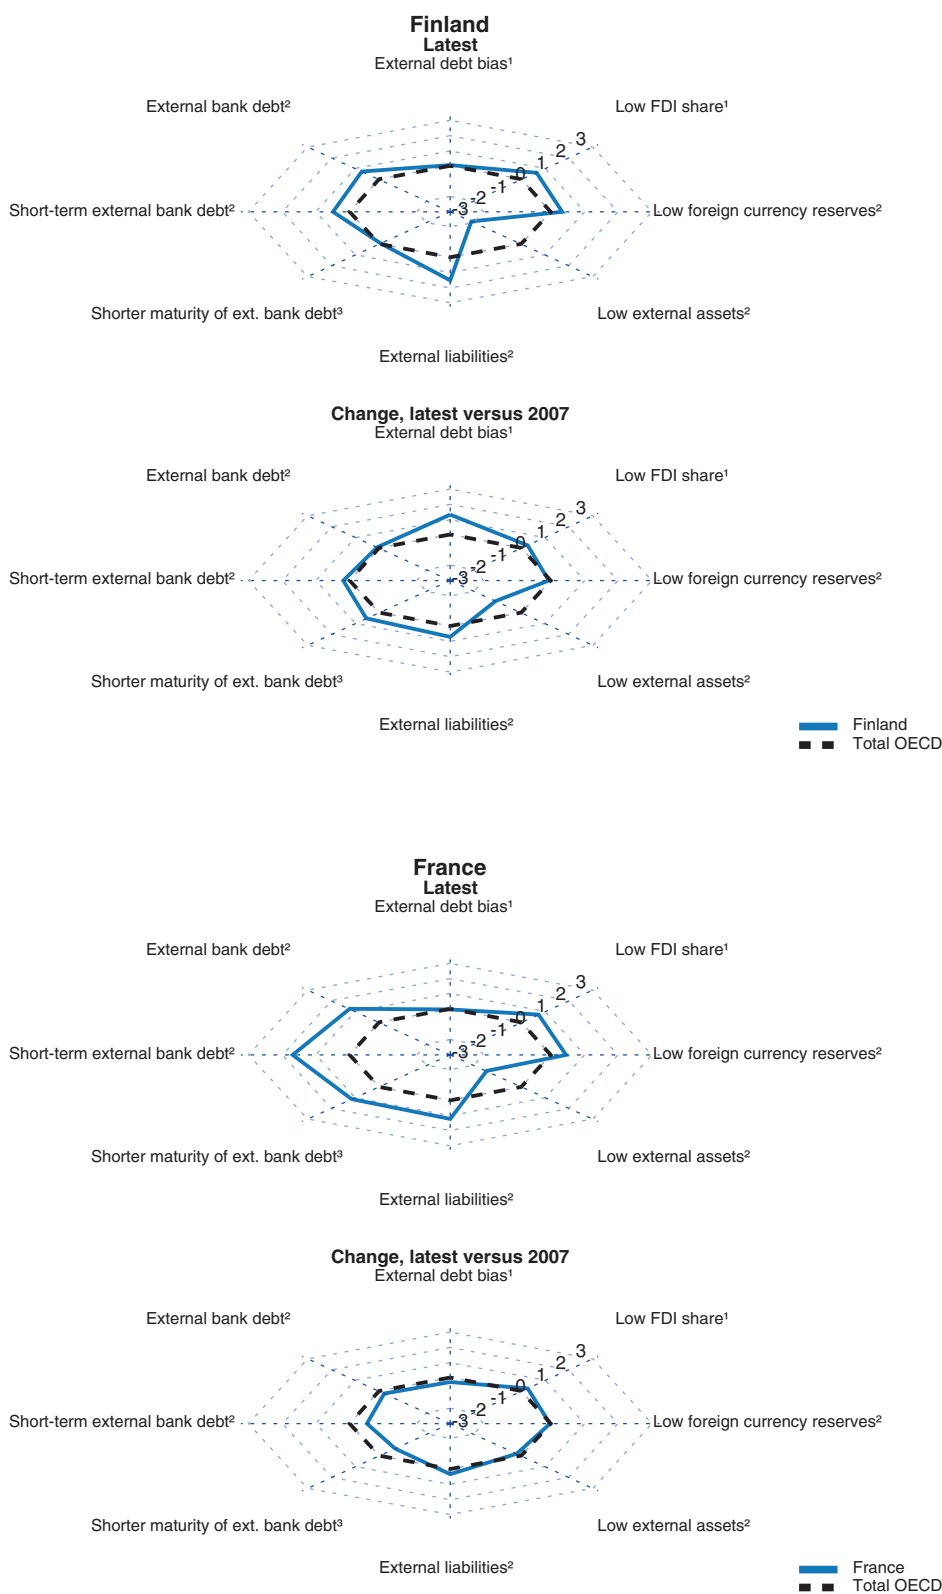 Finland
Latest
External debt bias¹
External bank debt²
Low FDI share¹
3
2
1
0
-1
-2
-3
Short-term external bank debt²
Low foreign currency reserves²
Shorter maturity of ext. bank debt³
Low external assets²
External liabilities²
Change, latest versus 2007
External debt bias¹
External bank debt²
Low FDI share¹
3
2
1
0
-1
-2
-3
Short-term external bank debt²
Low foreign currency reserves²
Shorter maturity of ext. bank debt³
Low external assets²
External liabilities²
Finland
Total OECD
France
Latest
External debt bias¹
External bank debt²
Low FDI share¹
3
2
1
0
-1
-2
-3
Short-term external bank debt²
Low foreign currency reserves²
Shorter maturity of ext. bank debt³
Low external assets²
External liabilities²
Change, latest versus 2007
External debt bias¹
External bank debt²
Low FDI share¹
3
2
1
0
-1
-2
-3
Short-term external bank debt²
Low foreign currency reserves²
Shorter maturity of ext. bank debt³
Low external assets²
External liabilities²
France
Total OECD